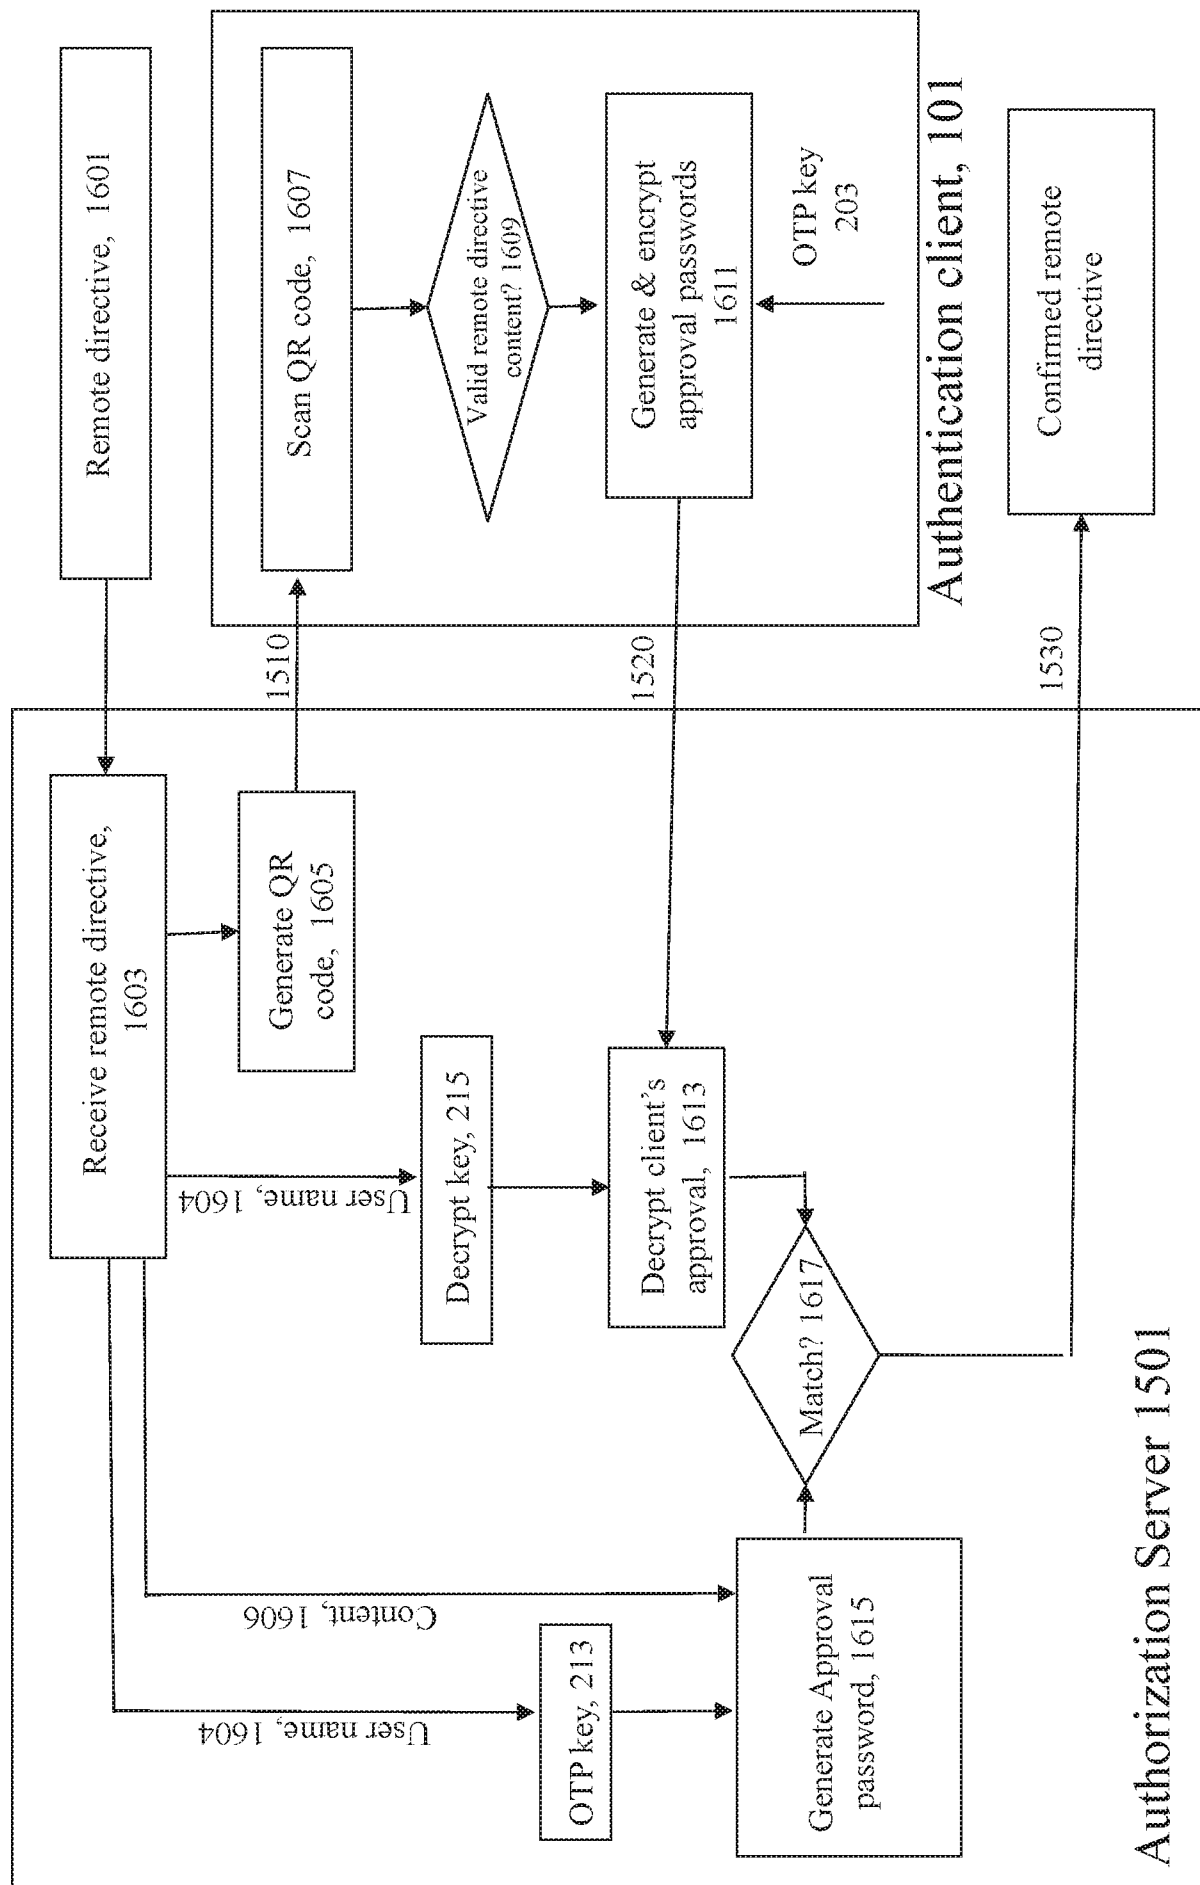 Remote directive, 1601
Receive remote directive,
1603
Generate QR
code, 1605
1510
Scan QR code, 1607
Valid remote directive
content? 1609
Generate & encrypt
approval passwords
1611
OTP key
203
Authentication client, 101
User name, 1604
Decrypt key, 215
Decrypt client's
approval, 1613
1520
User name, 1604
Content, 1606
OTP key, 213
Generate Approval
password, 1615
Match? 1617
1530
Confirmed remote
directive
Authorization Server 1501